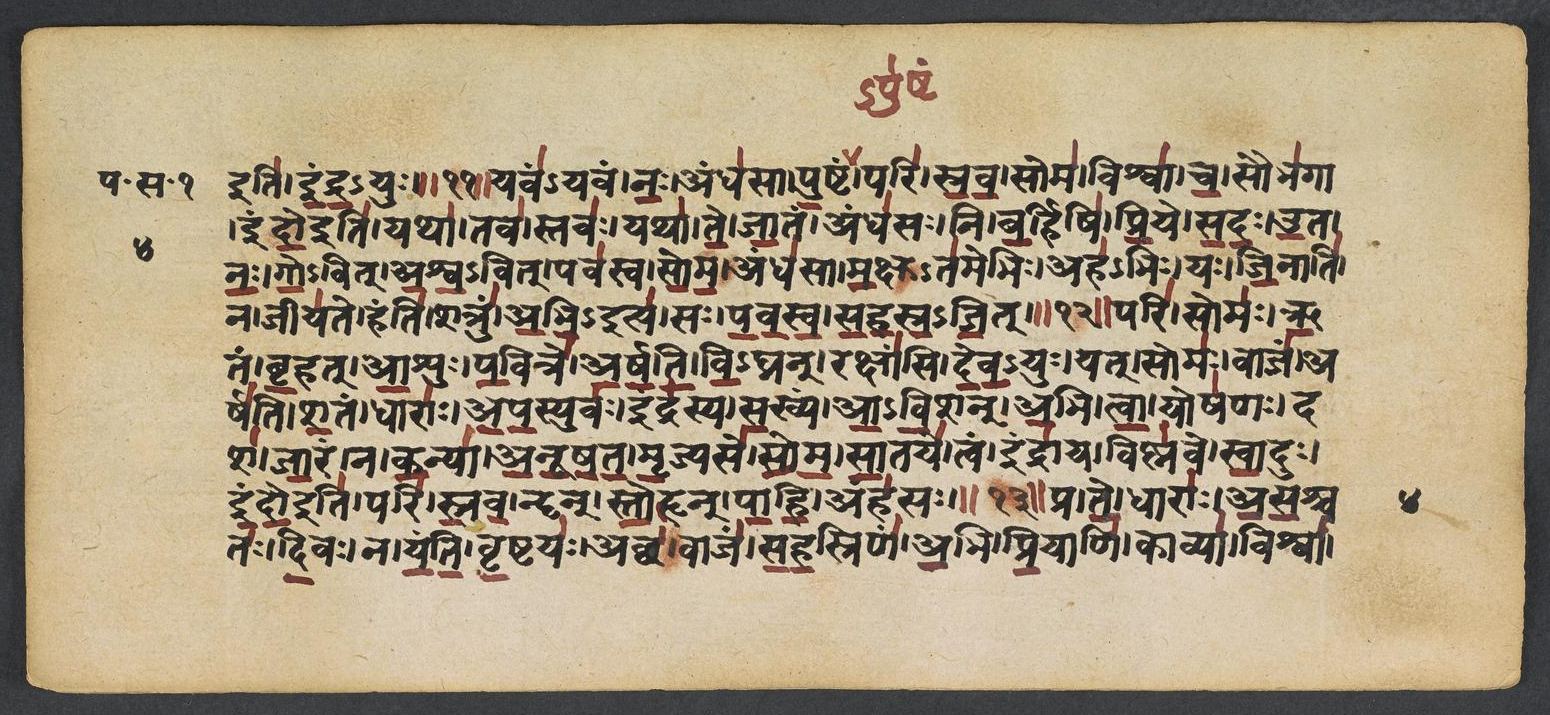 ऽपुष्टं
प॰स॰१
इति।इंद्रऽयुः॥११॥यवंऽयवं।नः।अंधसा।पुष्टं।परि।स्रव।सोम।विश्वा।च।सौभगा
।इंदोइति।यथा।तव।स्तवः।यथा।ते।जातं।अंधसः।नि।बर्हिषि।प्रिये।सदः।उत।
४
नः।गोऽवित्।अश्वऽवित्।पवस्व।सोम।अंधसा।मक्षुऽतमेभिः।अहऽभिः।यः।जिनाति।
न।जीयते।हंति।शत्रुं।अभिऽइत्य।सः।पवस्व।सहस्रऽजित्॥१२॥परि।सोमः।ऋ
तं।बृहत्।आशुः।पवित्रे।अर्षति।विऽघ्नन्।रक्षांसि।देवऽयुः।यत्।सोमः।वाजं।अ
र्षति।शतं।धाराः।अपस्युवः।इंद्रस्य।सख्यं।आऽविशन्।अभि।त्वा।योषणः।द
श।जारं।न।कन्या।अनूषत।मृज्यसे।सोम।सातये।त्वं।इंद्राय।विष्णवे।स्वादुः।
इंदोइति।परि।स्रव।नॄन्।स्तोतॄन्।पाहि।अंहसः॥१३॥प्र।ते।धाराः।असश्च
४
तः।दिवः।न।यंति।वृष्टयः।अच्छ।वाजं।सहस्रिणं।अभि।प्रियाणि।काव्या।विश्वा।